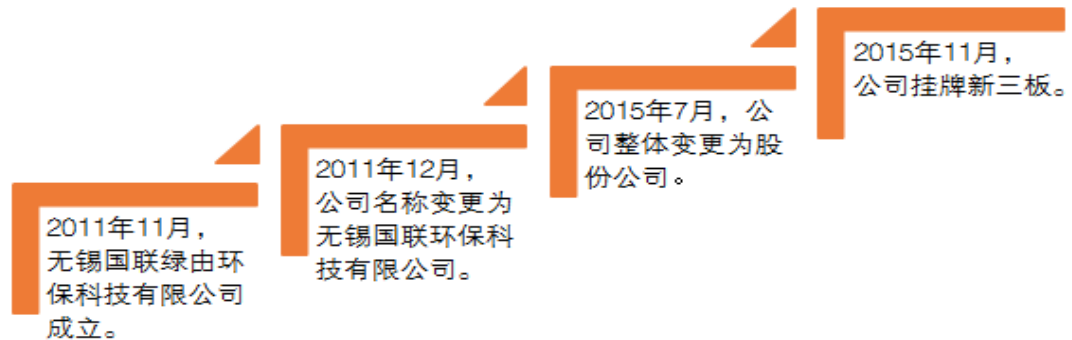 2011年11月，
无锡国联绿由环
保科技有限公司
成立。
2011年12月，
公司名称变更为
无锡国联环保科
技有限公司。
2015年7月，公
司整体变更为股
份公司。
2015年11月，
公司挂牌新三板。